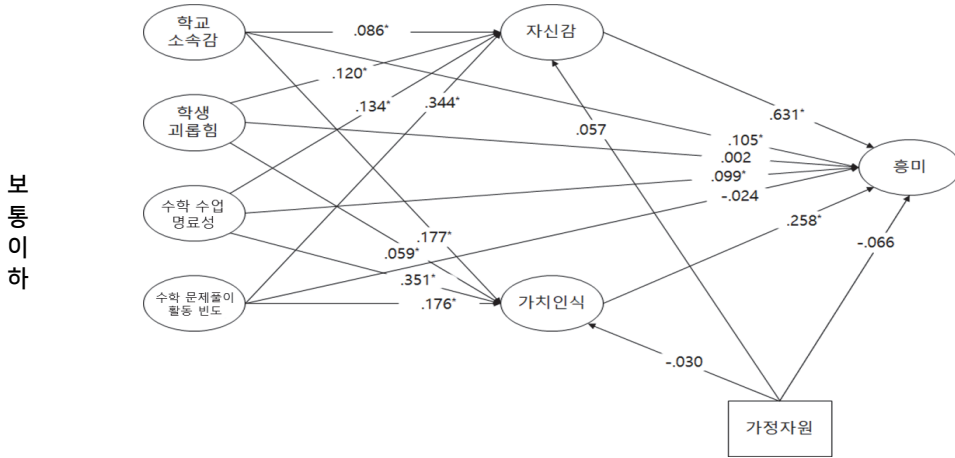 학교
소속감
.086*
자신감
.120*
.134*
.344*
.057
.631*
학생
괴롭힘
.105*
.002
.099*
-.024
흥미
보
통
이
하
수학 수업
명료성
.177*
.059*
.351*
.176*
.258*
-.066
수학 문제풀이
활동 빈도
가치인식
-.030
가정자원